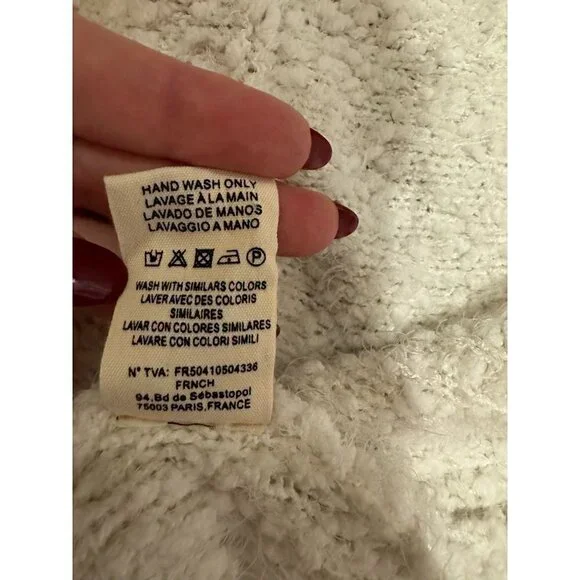 HAND WASH ONLY
LAVAGE À LA MAIN
LAVADO DE MANOS
LAVAGGIO A MANO
P
WASH WITH SIMILARS COLORS
LAVER AVEC DES COLORIS
SIMILAIRES
LAVAR CON COLORES SIMILARES
LAVARE CON COLORI SIMILI
N° TVA: FR50410504336
FRNCH
94,Bd de Sébastopol
75003 PARIS,FRANCE